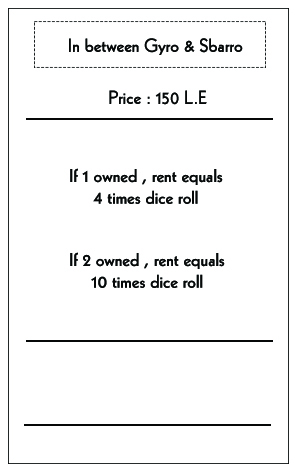 In between Gyro & Sbarro
Price : 150 L.E
If 1 owned , rent equals
4 times dice roll
If 2 owned , rent equals
10 times dice roll